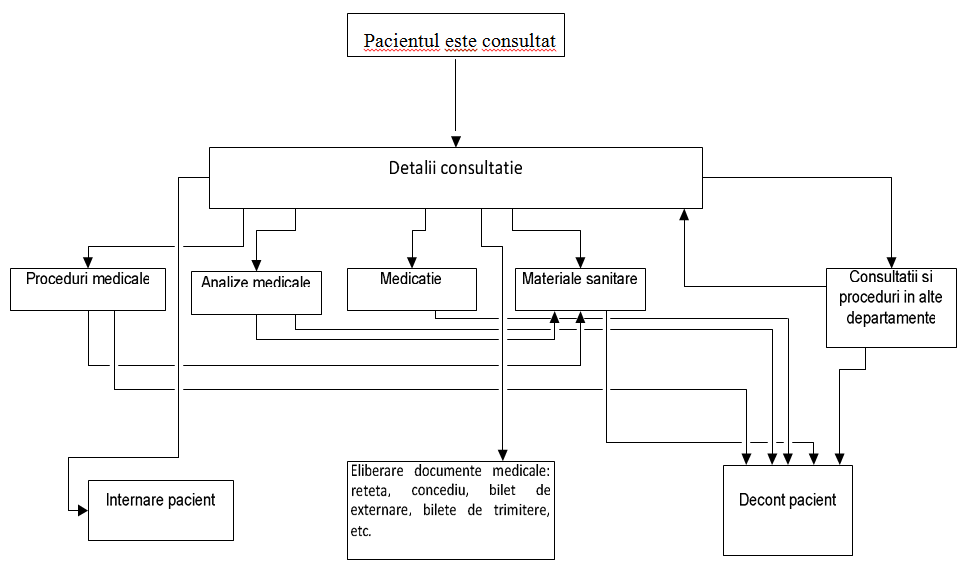 Pacientul este consultat
Detalii consultatie
Proceduri medicale
Analize medicale
Medicatie
Materiale sanitare
Consultatii si
proceduri in alte
departamente
Internare pacient
Eliberare documente medicale:
reteta, concediu, bilet de
externare, bilete de trimitere,
etc.
Decont pacient